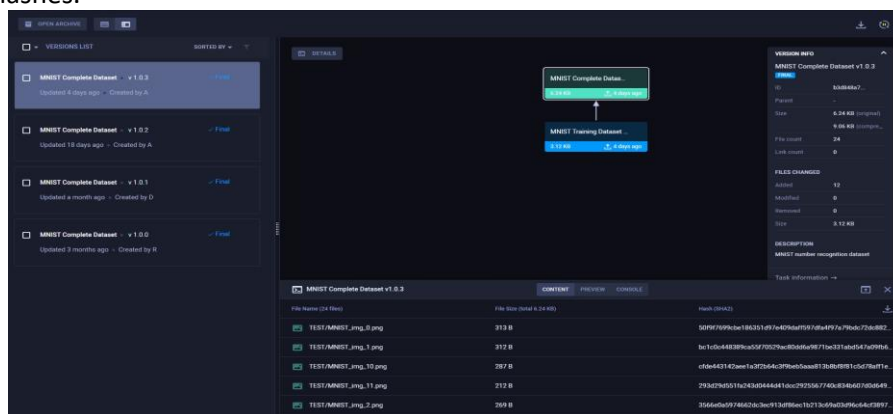 OPEN ARCHIVE
VERSIONS LIST
SORTED BY
MNIST Complete Dataset - v 1.0.3
Final
Updated 4 days ago - Created by A
MNIST Complete Dataset - v 1.0.2
Final
Updated 18 days ago - Created by A
MNIST Complete Dataset - v 1.0.1
Final
Updated a month ago - Created by D
MNIST Complete Dataset - v 1.0.0
Final
Updated 3 months ago - Created by R
DETAILS
MNIST Complete Datas...
6.24 KB 4 days ago
MNIST Training Dataset ...
3.12 KB 4 days ago
VERSION INFO
MNIST Complete Dataset v1.0.3
FINAL
ID b3d848a7...
Parent -
Size 6.24 KB (original)
9.06 KB (compre...
File count 24
Link count 0
FILES CHANGED
Added 12
Modified 0
Removed 0
Size 3.12 KB
DESCRIPTION
MNIST number recognition dataset
Task information →
MNIST Complete Dataset v1.0.3
CONTENT PREVIEW CONSOLE
File Name (24 files) File Size (total 6.24 KB) Hash (SHA2)
TEST/MNIST_img_0.png 313 B
TEST/MNIST_img_1.png 312 B
TEST/MNIST_img_10.png 287 B
TEST/MNIST_img_11.png 212 B
TEST/MNIST_img_2.png 269 B